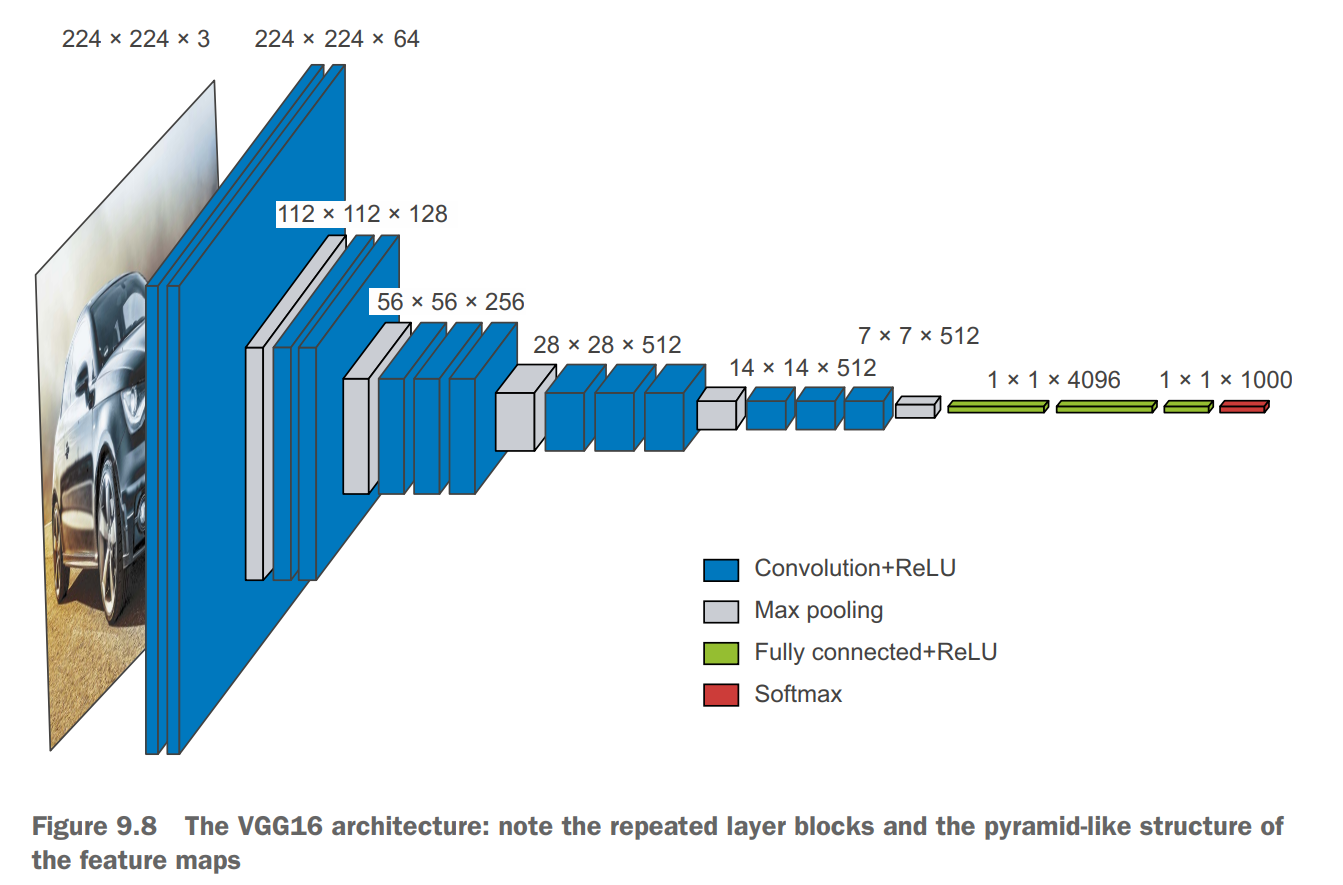 224 × 224 × 3
224 × 224 × 64
112 × 112 × 128
56 × 56 × 256
28 × 28 × 512
14 × 14 × 512
7 × 7 × 512
1 × 1 × 4096
1 × 1 × 1000
Convolution+ReLU
Max pooling
Fully connected+ReLU
Softmax
Figure 9.8 The VGG16 architecture: note the repeated layer blocks and the pyramid-like structure of
the feature maps